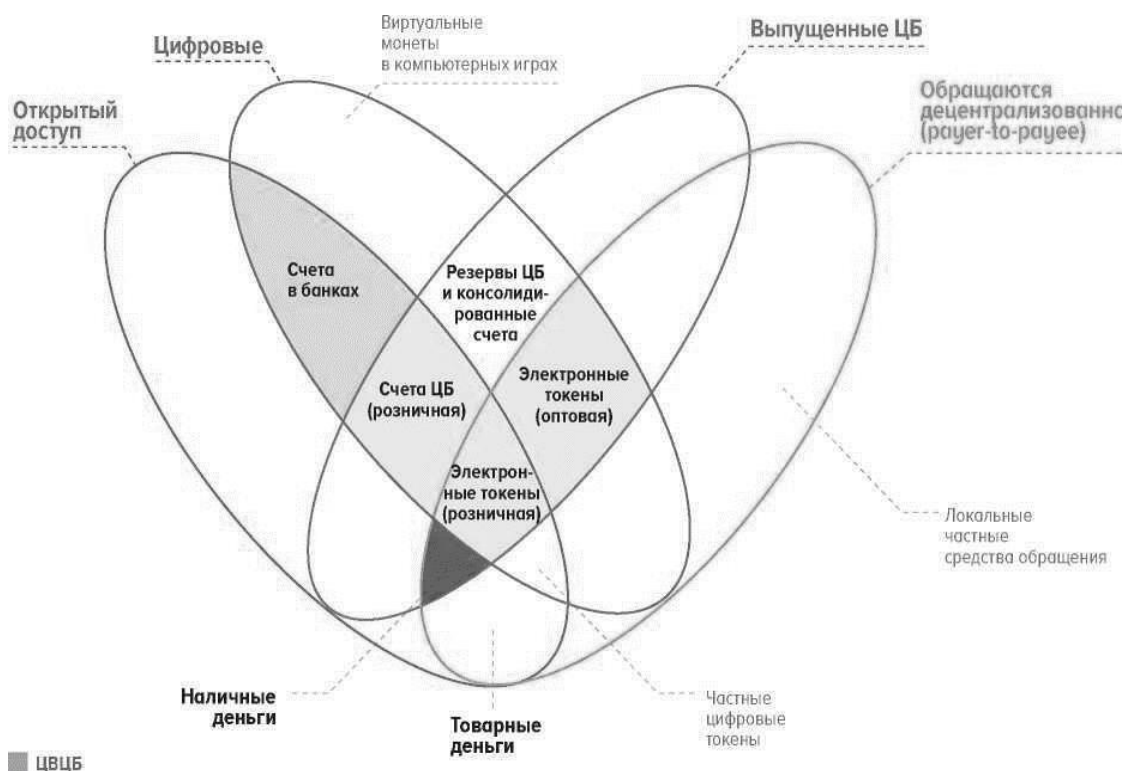 Цифровые
Виртуальные
монеты
в компьютерных играх
Выпущенные ЦБ
Открытый
доступ
Обращаются
децентрализованно
(payer-to-payee)
Счета
в банках
Резервы ЦБ
и консолиди-
рованные
счета
Счета ЦБ
(розничная)
Электронные
токены
(оптовая)
Электрон-
ные токены
(розничная)
Локальные
частные
средства обращения
Наличные
деньги
Товарные
деньги
Частные
цифровые
токены
ЦВЦБ